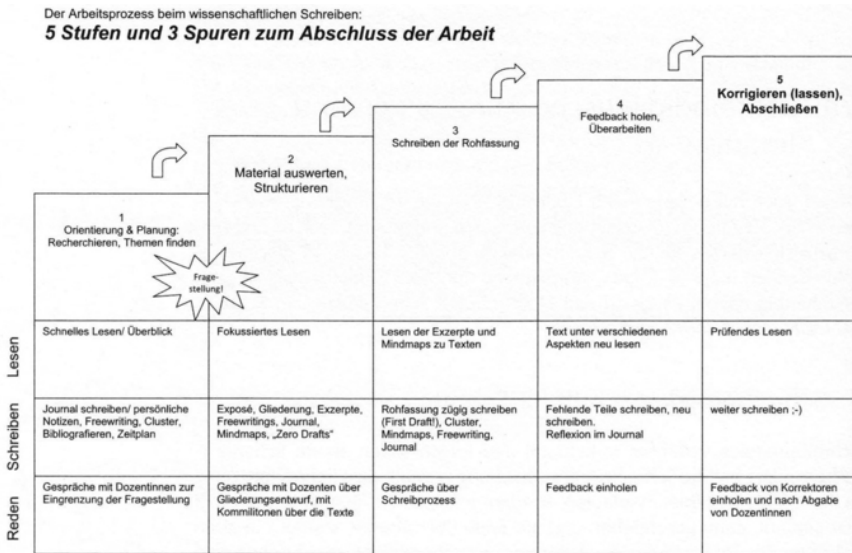 Der Arbeitsprozess beim wissenschaftlichen Schreiben:
5 Stufen und 3 Spuren zum Abschluss der Arbeit
1
Orientierung & Planung:
Recherchieren, Themen finden
Frage-
stellung!
2
Material auswerten,
Strukturieren
3
Schreiben der Rohfassung
4
Feedback holen,
Überarbeiten
5
Korrigieren (lassen),
Abschließen
Lesen
Schnelles Lesen/ Überblick
Fokussiertes Lesen
Lesen der Exzerpte und
Mindmaps zu Texten
Text unter verschiedenen
Aspekten neu lesen
Prüfendes Lesen
Schreiben
Journal schreiben/ persönliche
Notizen, Freewriting, Cluster,
Bibliografieren, Zeitplan
Exposé, Gliederung, Exzerpte,
Freewritings, Journal,
Mindmaps, „Zero Drafts“
Rohfassung zügig schreiben
(First Draft!), Cluster,
Mindmaps, Freewriting,
Journal
Fehlende Teile schreiben, neu
schreiben.
Reflexion im Journal
weiter schreiben ;-)
Reden
Gespräche mit Dozentinnen zur
Eingrenzung der Fragestellung
Gespräche mit Dozenten über
Gliederungsentwurf, mit
Kommilitonen über die Texte
Gespräche über
Schreibprozess
Feedback einholen
Feedback von Korrektoren
einholen und nach Abgabe
von Dozentinnen